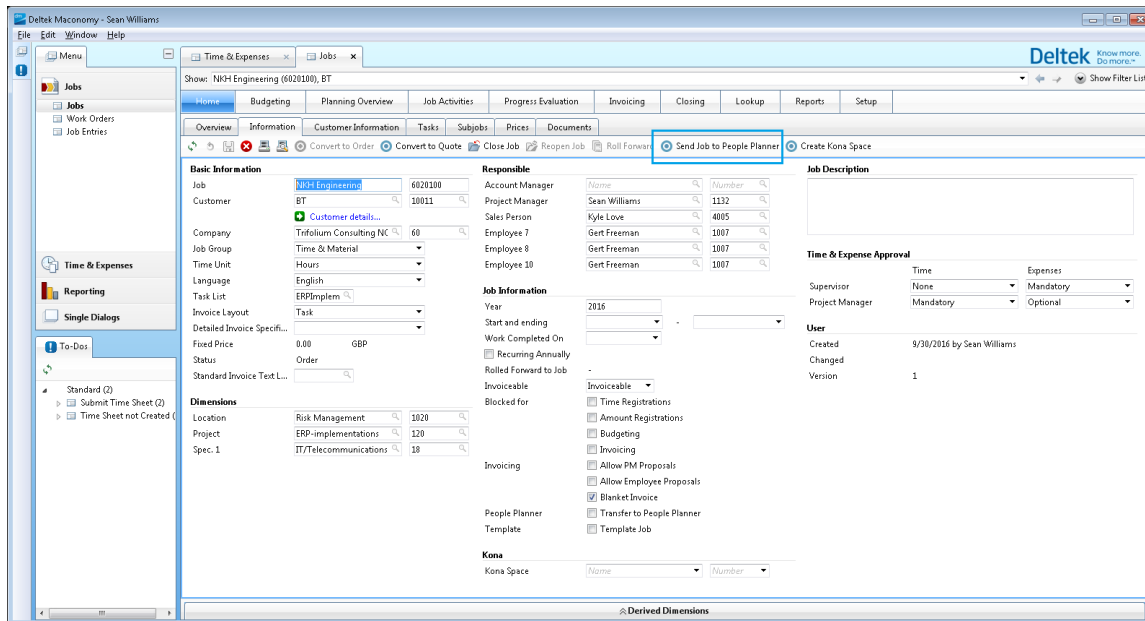 Deltek Maconomy - Sean Williams
File Edit Window Help
Menu
Jobs
Jobs
Work Orders
Job Entries
Time & Expenses
Reporting
Single Dialogs
To-Dos
Standard (2)
Submit Time Sheet (2)
Time Sheet not Created (
Time & Expenses Jobs
Deltek Know more. Do more.™
Show: NKH Engineering (6020100), BT Show Filter List
Home Budgeting Planning Overview Job Activities Progress Evaluation Invoicing Closing Lookup Reports Setup
Overview Information Customer Information Tasks Subjobs Prices Documents
Convert to Order Convert to Quote Close Job Reopen Job Roll Forward Send Job to People Planner Create Kona Space
Basic Information
Job NKH Engineering 6020100
Customer BT 10011
Customer details...
Company Trifolium Consulting NC 60
Job Group Time & Material
Time Unit Hours
Language English
Task List ERPImplem
Invoice Layout Task
Detailed Invoice Specifi...
Fixed Price 0.00 GBP
Status Order
Standard Invoice Text L...
Dimensions
Location Risk Management 1020
Project ERP-implementations 120
Spec. 1 IT/Telecommunications 18
Responsible
Account Manager Name Number
Project Manager Sean Williams 1132
Sales Person Kyle Love 4005
Employee 7 Gert Freeman 1007
Employee 8 Gert Freeman 1007
Employee 10 Gert Freeman 1007
Job Information
Year 2016
Start and ending -
Work Completed On
Recurring Annually
Rolled Forward to Job -
Invoiceable Invoiceable
Blocked for Time Registrations
Amount Registrations
Budgeting
Invoicing
Invoicing Allow PM Proposals
Allow Employee Proposals
Blanket Invoice
People Planner Transfer to People Planner
Template Template Job
Kona
Kona Space Name Number
Job Description
Time & Expense Approval
Time Expenses
Supervisor None Mandatory
Project Manager Mandatory Optional
User
Created 9/30/2016 by Sean Williams
Changed
Version 1
Derived Dimensions